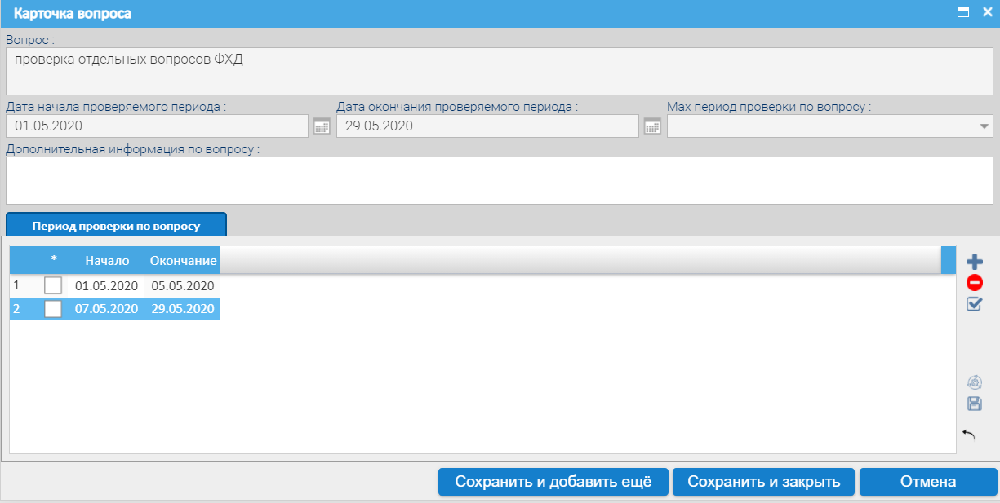 Карточка вопроса
Вопрос :
проверка отдельных вопросов ФХД
Дата начала проверяемого периода : Дата окончания проверяемого периода : Max период проверки по вопросу :
01.05.2020 29.05.2020
Дополнительная информация по вопросу :
Период проверки по вопросу
* Начало Окончание
1 01.05.2020 05.05.2020
2 07.05.2020 29.05.2020
Сохранить и добавить ещё Сохранить и закрыть Отмена